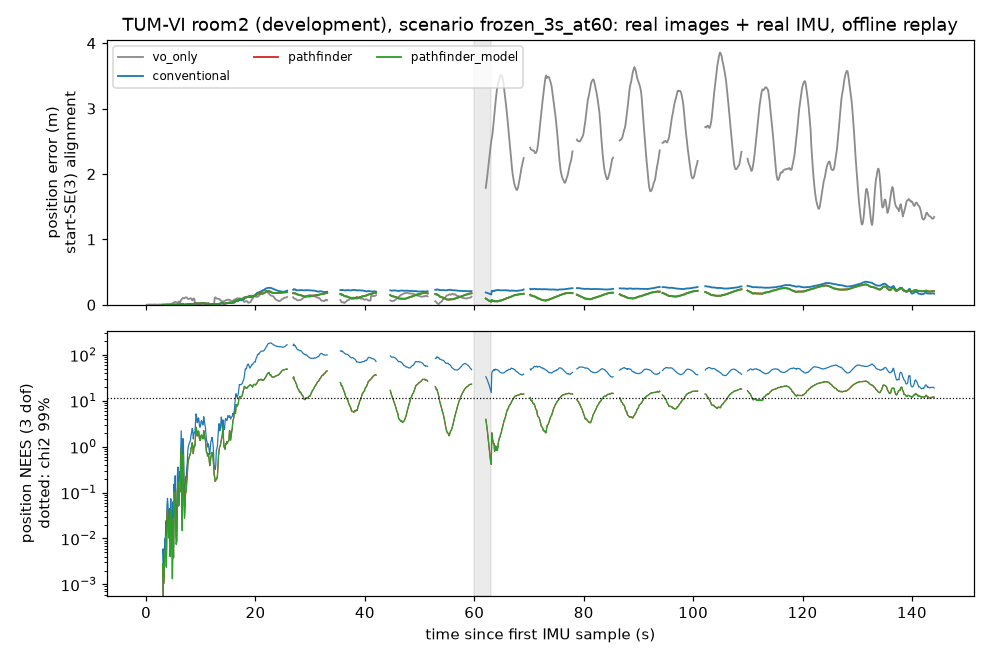 TUM-VI room2 (development), scenario frozen_3s_at60: real images + real IMU, offline replay
vo_only
conventional
pathfinder
pathfinder_model
position error (m)
start-SE(3) alignment
4
3
2
1
0
position NEES (3 dof)
dotted: chi2 99%
10²
10¹
10⁰
10⁻¹
10⁻²
10⁻³
0 20 40 60 80 100 120 140
time since first IMU sample (s)